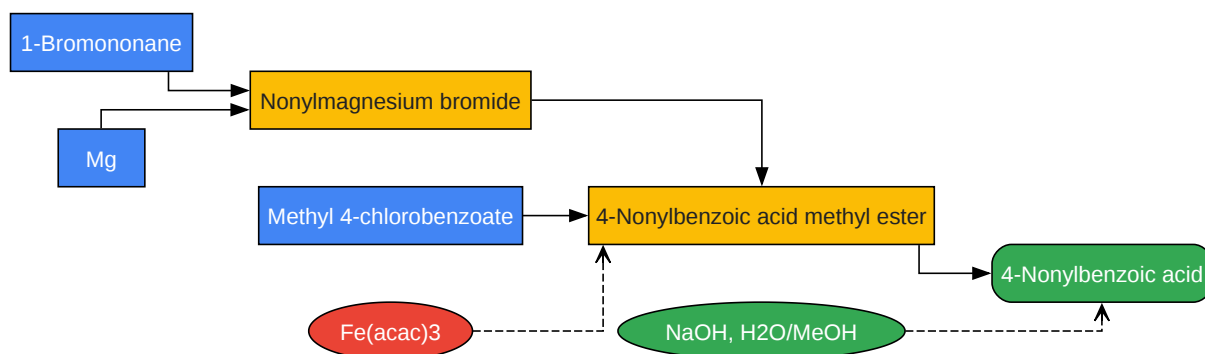 1-Bromononane
Nonylmagnesium bromide
Mg
Methyl 4-chlorobenzoate
4-Nonylbenzoic acid methyl ester
4-Nonylbenzoic acid
Fe(acac)3
NaOH, H2O/MeOH